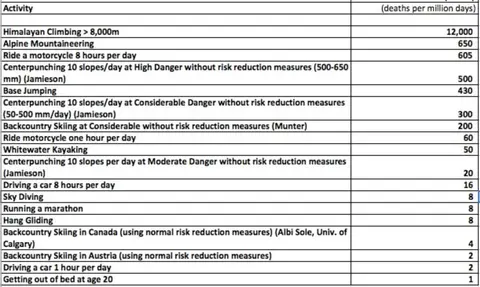 Activity (deaths per million days)
Himalayan Climbing > 8,000m 12,000
Alpine Mountaineering 650
Ride a motorcycle 8 hours per day 605
Centerpunching 10 slopes/day at High Danger without risk reduction measures (500-650
mm) (Jamieson) 500
Base Jumping 430
Centerpunching 10 slopes/day at Considerable Danger without risk reduction measures
(50-500 mm/day) (Jamieson) 300
Backcountry Skiing at Considerable without risk reduction measures (Munter) 200
Ride motorcycle one hour per day 60
Whitewater Kayaking 50
Centerpunching 10 slopes per day at Moderate Danger without risk reduction measures
(Jamieson) 20
Driving a car 8 hours per day 16
Sky Diving 8
Running a marathon 8
Hang Gliding 8
Backcountry Skiing in Canada (using normal risk reduction measures) (Albi Sole, Univ. of
Calgary) 4
Backcountry Skiing in Austria (using normal risk reduction measures) 2
Driving a car 1 hour per day 2
Getting out of bed at age 20 1